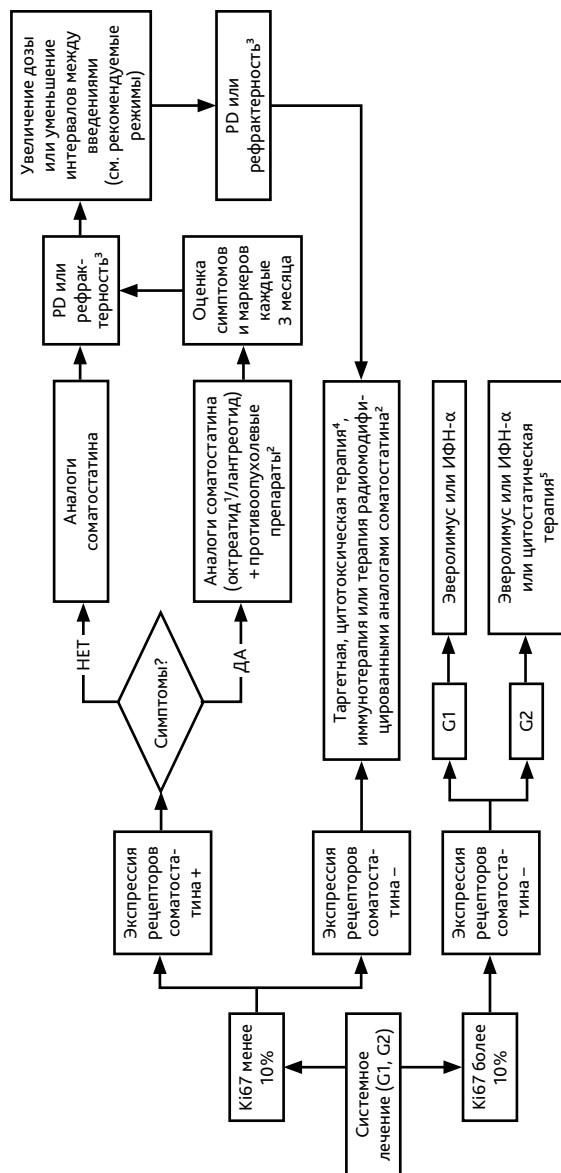 Системное
лечение (G1, G2)
Ki67 менее
10%
Экспрессия
рецепторов
соматоста-
тина +
Симптомы?
НЕТ
Аналоги
соматостатина
PD или
рефрак-
терность³
Увеличение дозы
или уменьшение
интервалов между
введениями
(см. рекомендуемые
режимы)
PD или
рефрактерность³
ДА
Аналоги соматостатина
(октреатид¹/лантреотид)
+ противоопухолевые
препараты²
Оценка
симптомов
и маркеров
каждые
3 месяца
Экспрессия
рецепторов
соматоста-
тина –
Таргетная, цитотоксическая терапия⁴,
иммунотерапия или терапия радиомодифи-
цированными аналогами соматостатина²
Ki67 более
10%
Экспрессия
рецепторов
соматоста-
тина –
G1
Эверолимус или ИФН-α
G2
Эверолимус или ИФН-α
или цитостатическая
терапия⁵